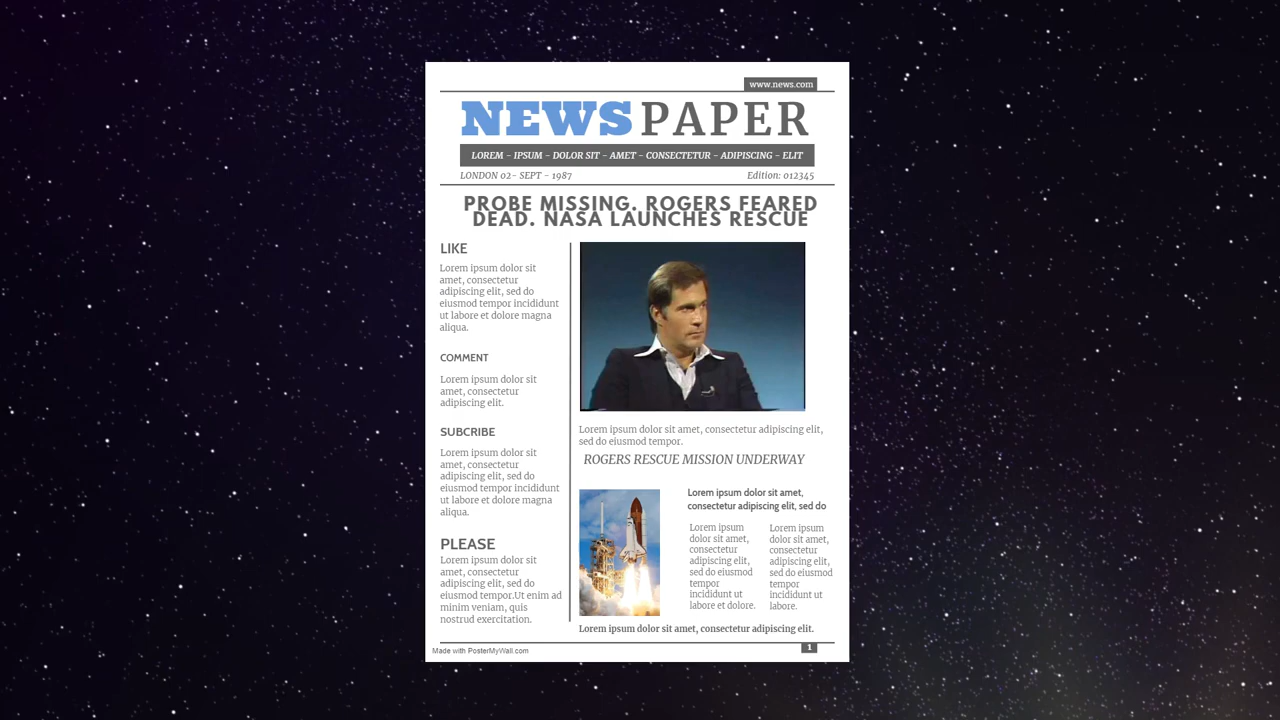 www.news.com
NEWSPAPER
LOREM - IPSUM - DOLOR SIT - AMET - CONSECTETUR - ADIPISCING - ELIT
LONDON 02- SEPT - 1987
Edition: 012345
PROBE MISSING. ROGERS FEARED
DEAD. NASA LAUNCHES RESCUE
LIKE
Lorem ipsum dolor sit
amet, consectetur
adipiscing elit, sed do
eiusmod tempor incididunt
ut labore et dolore magna
aliqua.
COMMENT
Lorem ipsum dolor sit
amet, consectetur
adipiscing elit.
SUBCRIBE
Lorem ipsum dolor sit
amet, consectetur
adipiscing elit, sed do
eiusmod tempor incididunt
ut labore et dolore magna
aliqua.
PLEASE
Lorem ipsum dolor sit
amet, consectetur
adipiscing elit, sed do
eiusmod tempor.Ut enim ad
minim veniam, quis
nostrud exercitation.
Lorem ipsum dolor sit amet, consectetur adipiscing elit,
sed do eiusmod tempor.
ROGERS RESCUE MISSION UNDERWAY
Lorem ipsum dolor sit amet,
consectetur adipiscing elit, sed do
Lorem ipsum
dolor sit amet,
consectetur
adipiscing elit,
sed do eiusmod
tempor
incididunt ut
labore et dolore.
Lorem ipsum
dolor sit amet,
consectetur
adipiscing elit,
sed do eiusmod
tempor
incididunt ut
labore.
Lorem ipsum dolor sit amet, consectetur adipiscing elit.
Made with PosterMyWall.com
1